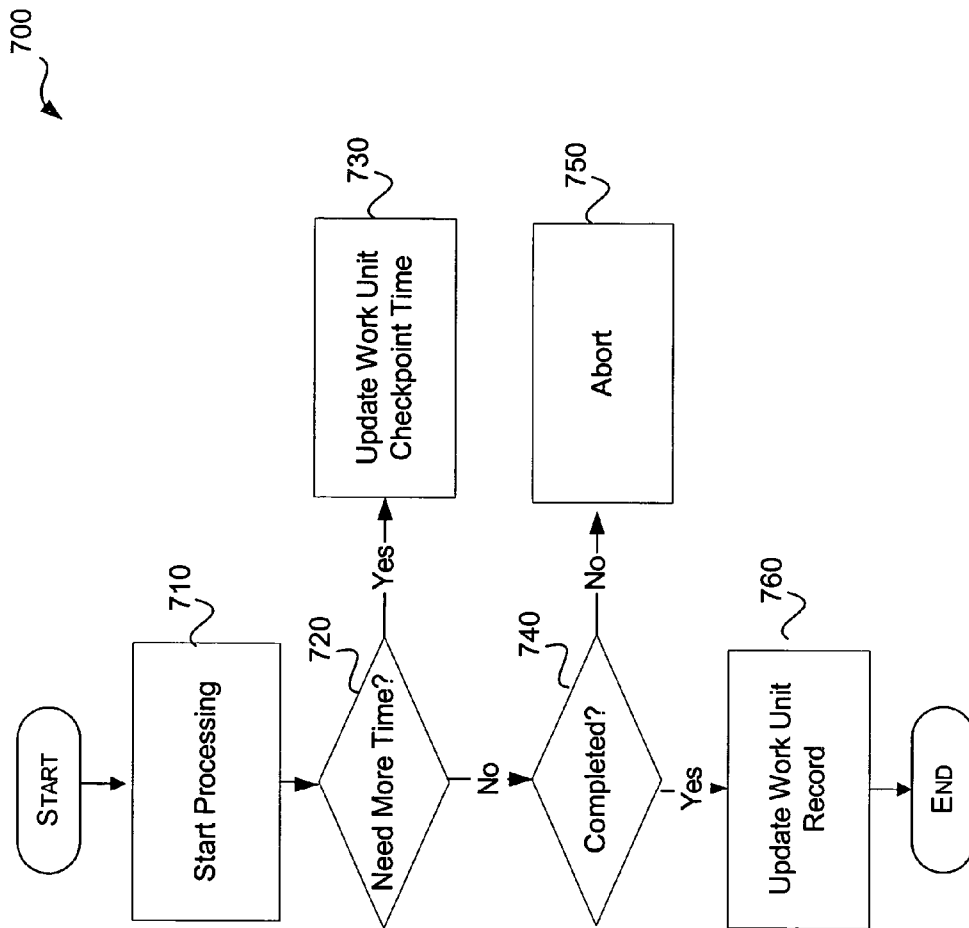 700
START
710
Start Processing
720
Need More Time?
Yes
730
Update Work Unit
Checkpoint Time
No
740
Completed?
No
750
Abort
Yes
760
Update Work Unit
Record
END